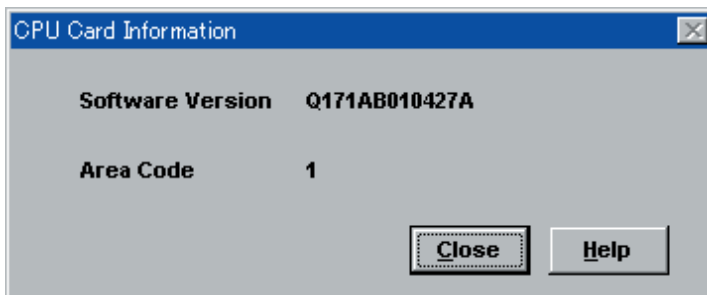 CPU Card Information
Software Version Q171AB010427A
Area Code 1
Close Help